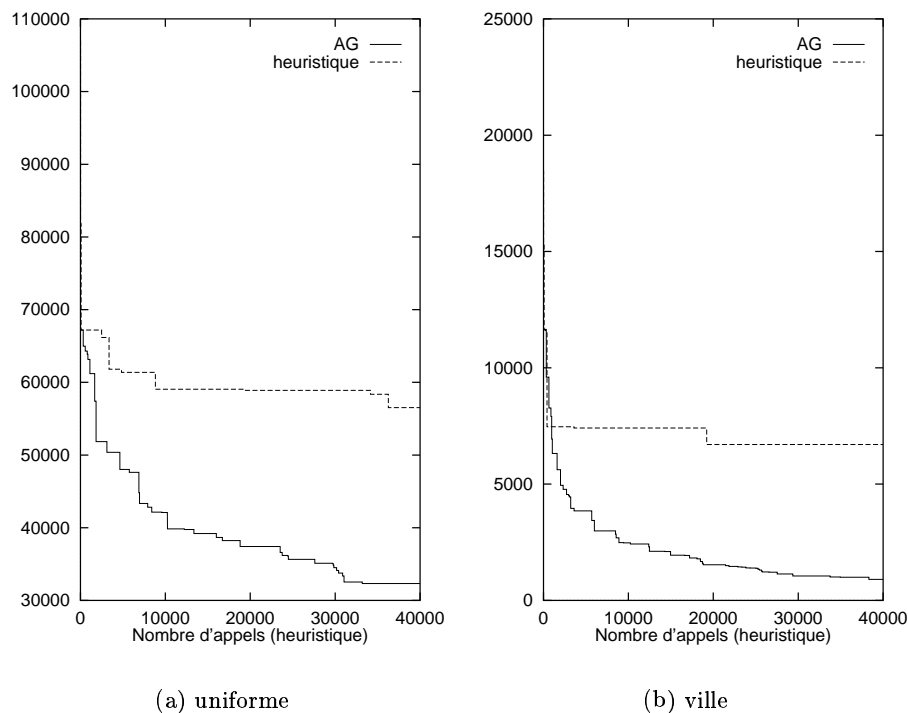 110000
100000
90000
80000
70000
60000
50000
40000
30000
0 10000 20000 30000 40000
Nombre d'appels (heuristique)
AG
heuristique
(a) uniforme
25000
20000
15000
10000
5000
0
0 10000 20000 30000 40000
Nombre d'appels (heuristique)
AG
heuristique
(b) ville